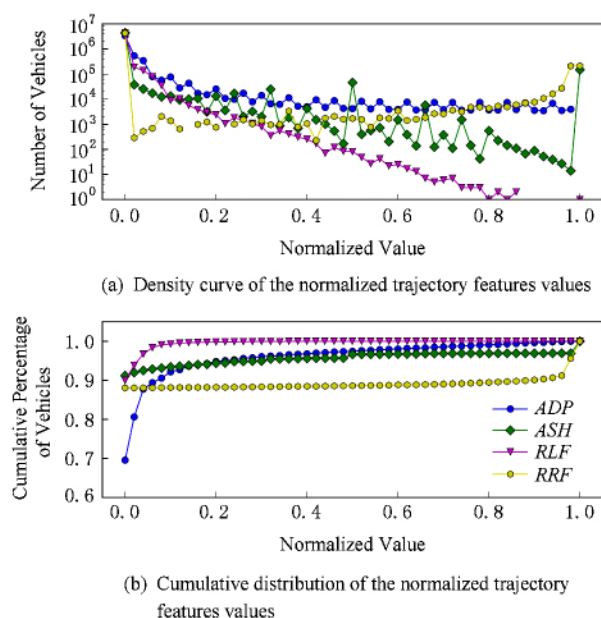 10^7
10^6
10^5
10^4
10^3
10^2
10^1
10^0
Number of Vehicles
0.0 0.2 0.4 0.6 0.8 1.0
Normalized Value
(a) Density curve of the normalized trajectory features values
1.0
0.9
0.8
0.7
0.6
Cumulative Percentage
of Vehicles
ADP
ASH
RLF
RRF
0.0 0.2 0.4 0.6 0.8 1.0
Normalized Value
(b) Cumulative distribution of the normalized trajectory
features values